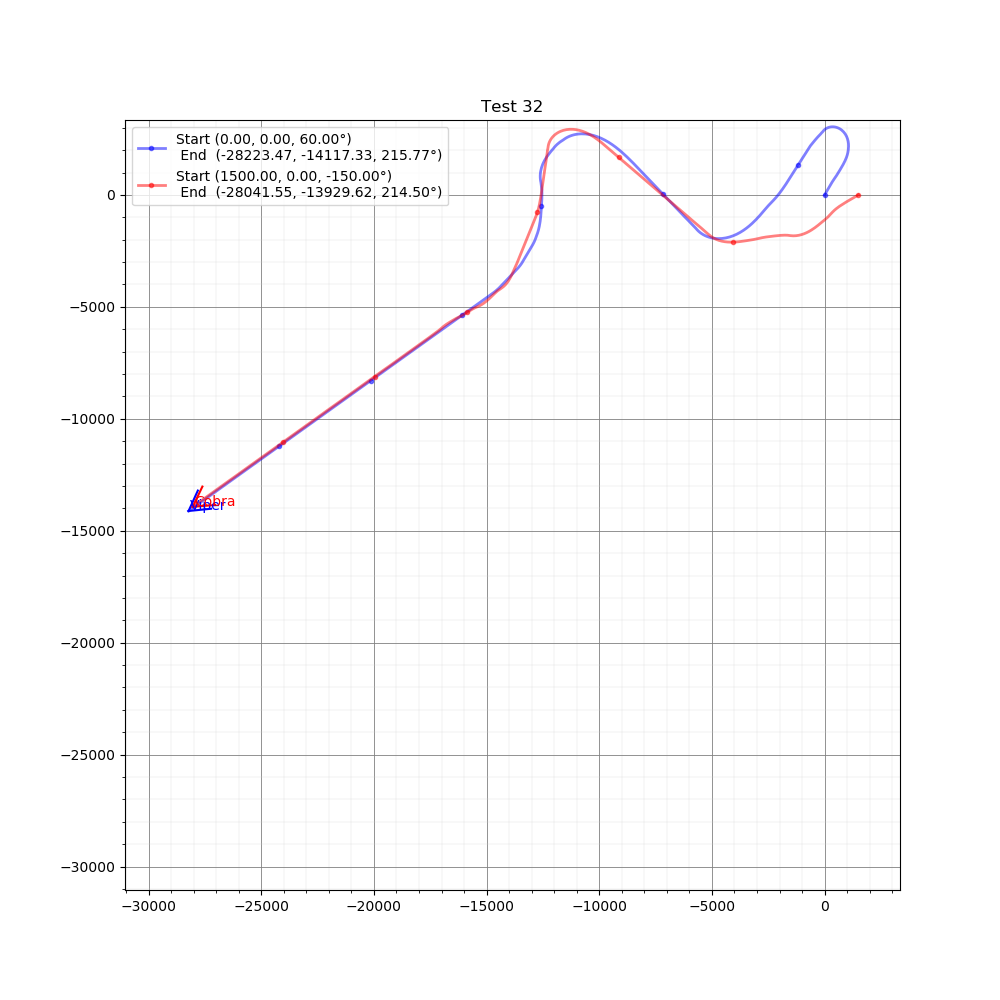 Test 32
Start (0.00, 0.00, 60.00°)
End  (-28223.47, -14117.33, 215.77°)
Start (1500.00, 0.00, -150.00°)
End  (-28041.55, -13929.62, 214.50°)
0
−5000
−10000
−15000
−20000
−25000
−30000
−30000 −25000 −20000 −15000 −10000 −5000 0